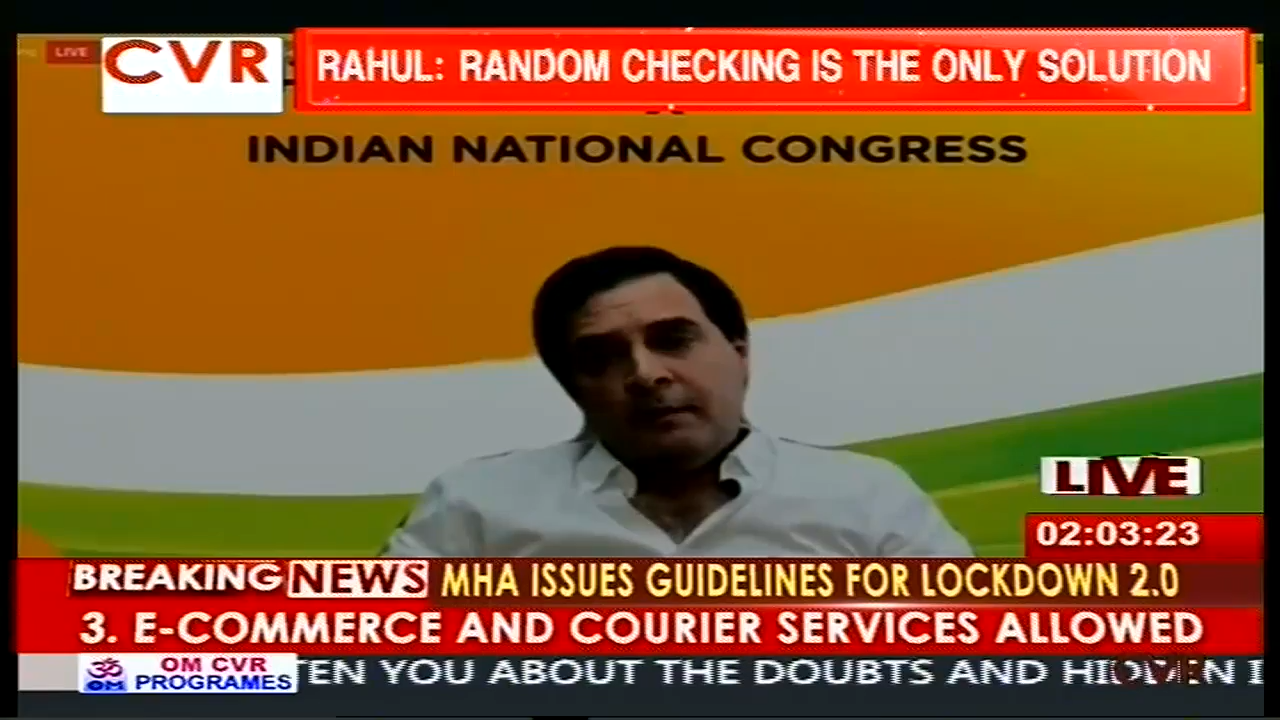 LIVE
CVR
RAHUL: RANDOM CHECKING IS THE ONLY SOLUTION
INDIAN NATIONAL CONGRESS
LIVE
02:03:23
BREAKING NEWS MHA ISSUES GUIDELINES FOR LOCKDOWN 2.0
3. E-COMMERCE AND COURIER SERVICES ALLOWED
ॐ OM
OM CVR
PROGRAMES
TEN YOU ABOUT THE DOUBTS AND HIDDEN
CVR